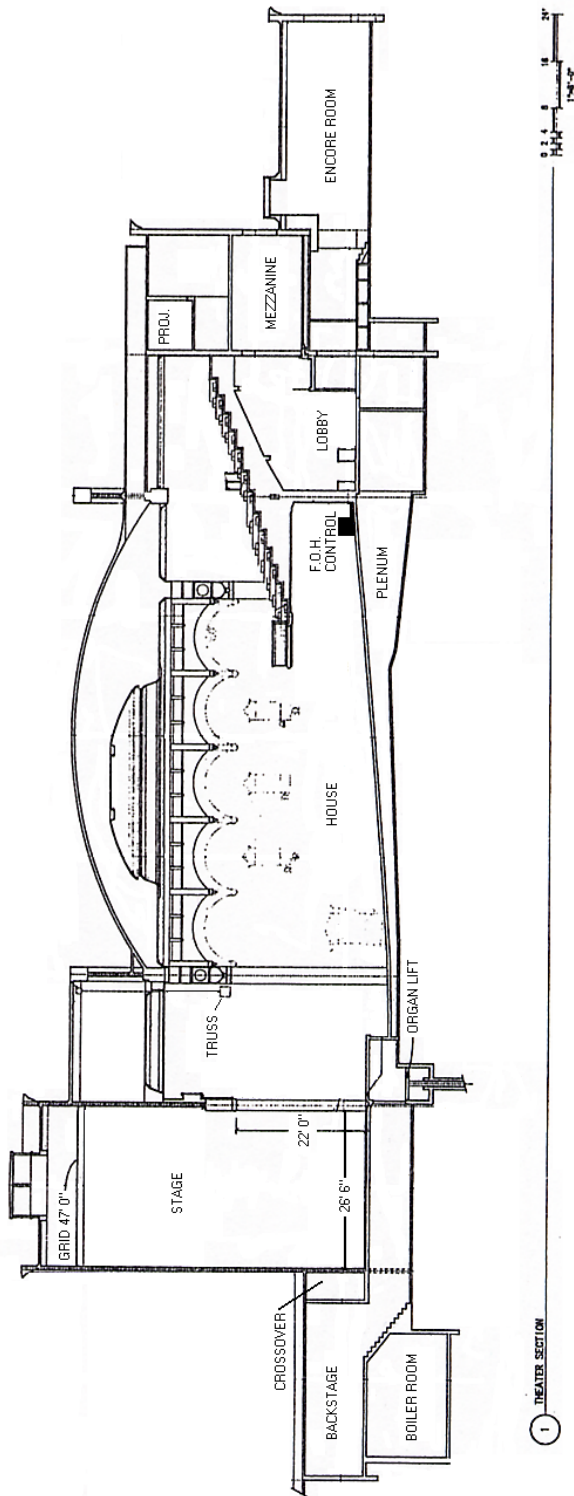 ENCORE ROOM
MEZZANINE
PROJ.
LOBBY
F.O.H.
CONTROL
PLENUM
HOUSE
ORGAN LIFT
TRUSS
22' 0"
26' 6"
STAGE
GRID 47' 0"
CROSSOVER
BACKSTAGE
BOILER ROOM
1 THEATER SECTION
0 2 4 8 16 24'